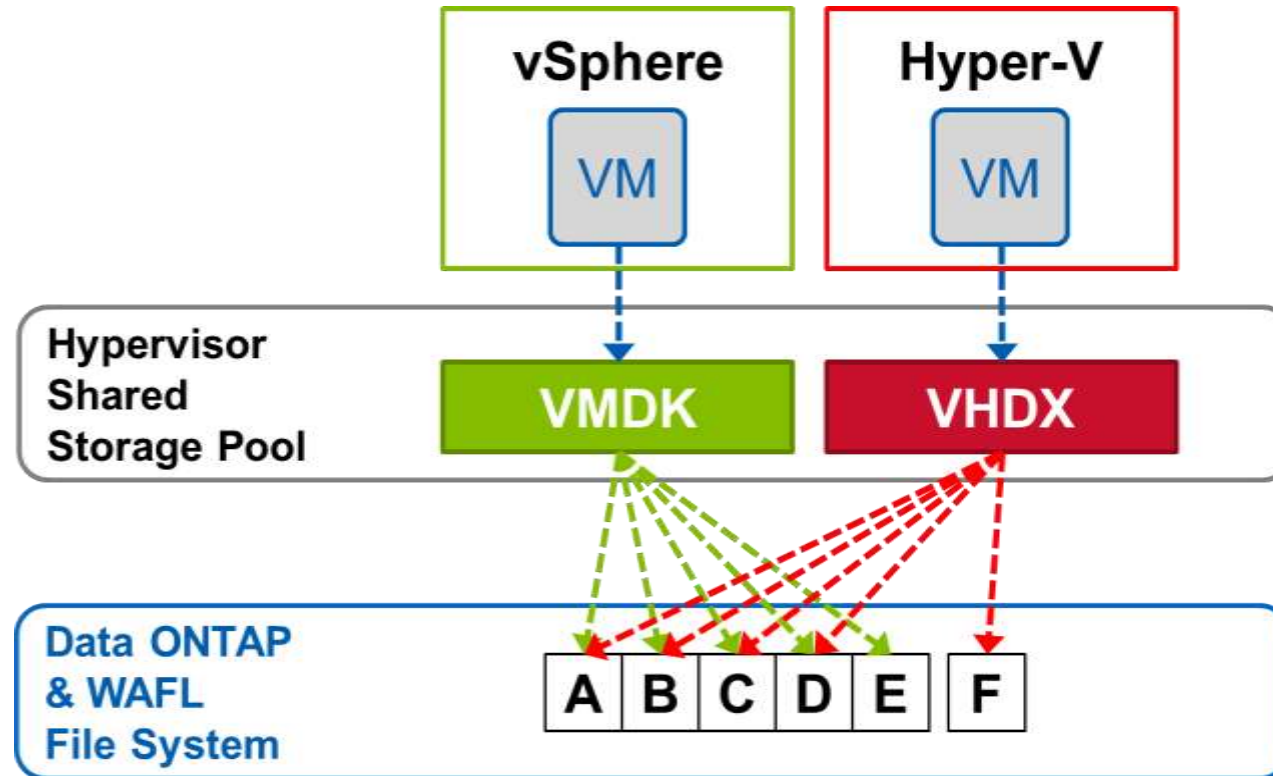 vSphere
Hyper-V
VM
VM
Hypervisor
Shared
Storage Pool
VMDK
VHDX
Data ONTAP
& WAFL
File System
A B C D E F